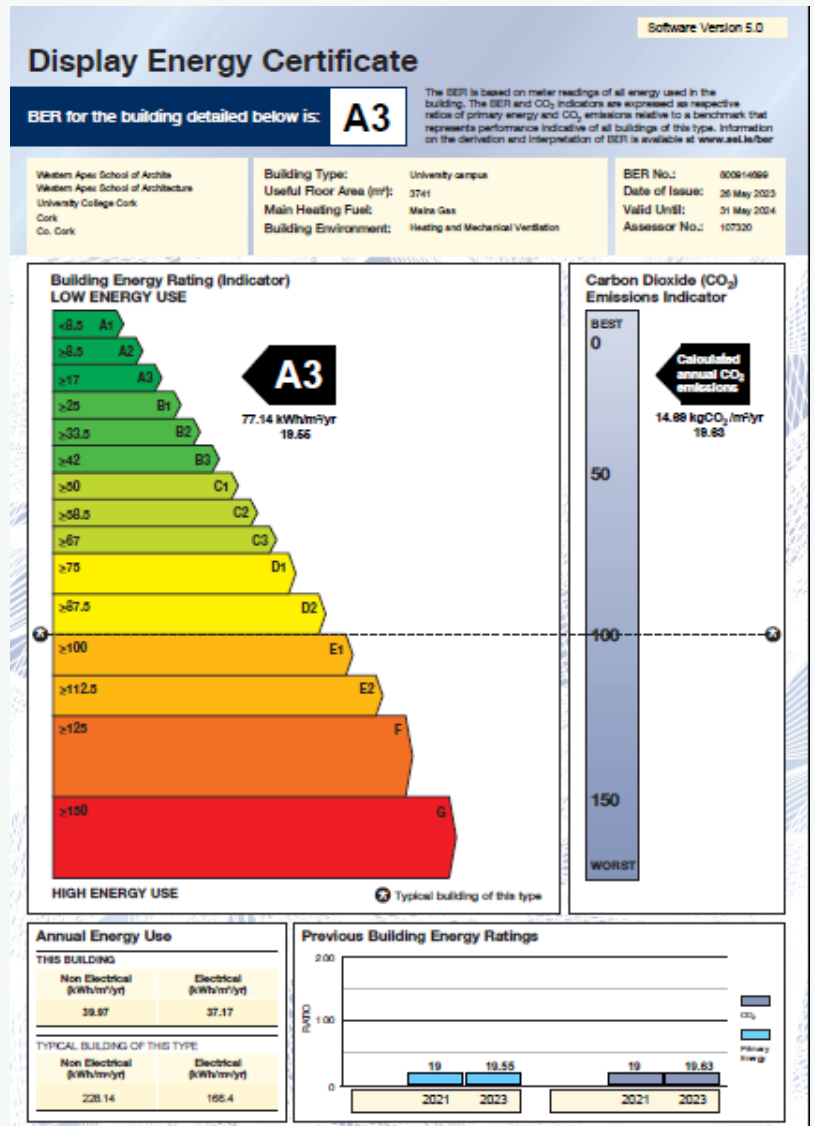 Software Version 5.0
Display Energy Certificate
BER for the building detailed below is:
A3
The BER is based on meter readings of all energy used in the
building. The BER and CO₂ indicators are expressed as respective
ratios of primary energy and CO₂ emissions relative to a benchmark that
represents performance indicative of all buildings of this type. Information
on the derivation and interpretation of BER is available at www.sei.ie/ber
Western Apex School of Archite
Western Apex School of Architecture
University College Cork
Cork
Co. Cork
Building Type: University campus
Useful Floor Area (m²): 3741
Main Heating Fuel: Mains Gas
Building Environment: Heating and Mechanical Ventilation
BER No.: 800914699
Date of Issue: 26 May 2023
Valid Until: 31 May 2024
Assessor No.: 107320
Building Energy Rating (Indicator)
LOW ENERGY USE
<8.5 A1
≥8.5 A2
≥17 A3
≥25 B1
≥33.5 B2
≥42 B3
≥50 C1
≥58.5 C2
≥67 C3
≥75 D1
≥87.5 D2
≥100 E1
≥112.5 E2
≥125 F
≥150 G
A3
77.14 kWh/m²/yr
19.55
HIGH ENERGY USE
Typical building of this type
Carbon Dioxide (CO₂)
Emissions Indicator
BEST
0
50
100
150
WORST
Calculated
annual CO₂
emissions
14.69 kgCO₂/m²/yr
19.63
Annual Energy Use
THIS BUILDING
Non Electrical (kWh/m²/yr)
Electrical (kWh/m²/yr)
39.97
37.17
TYPICAL BUILDING OF THIS TYPE
Non Electrical (kWh/m²/yr)
Electrical (kWh/m²/yr)
228.14
166.4
Previous Building Energy Ratings
RATIO
2.00
1.00
0
19
19.55
2021
2023
19
19.63
2021
2023
CO₂
Primary
Energy